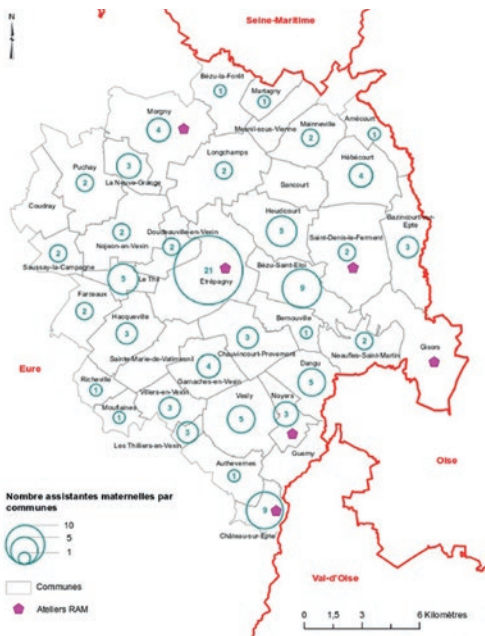 N
Seine-Maritime
Bézu-la-Forêt
1
Martagny
1
Morgny
4
Mesnil-sous-Vienne
Mainneville
2
Amécourt
1
Longchamps
2
Hébécourt
4
Puchay
2
3
La Neuve-Grange
Sancourt
Coudray
Heudicourt
5
Bazincourt-sur-Epte
3
Nojeon-en-Vexin
2
Doudeauville-en-Vexin
2
Saint-Denis-le-Ferment
2
Saussay-la-Campagne
2
21
Etrépagny
Bézu-Saint-Eloi
9
Le Thil
5
Farceaux
2
Hacqueville
3
Bernouville
1
2
Neaufles-Saint-Martin
Gisors
3
Chauvincourt-Provemont
Sainte-Marie-de-Vatimesnil
4
Gamaches-en-Vexin
Dangu
5
Eure
Richeville
1
Villers-en-Vexin
3
Mouflaines
1
Vesly
5
Noyers
3
Les Thilliers-en-Vexin
3
Guerny
Oise
Authevernes
1
9
Château-sur-Epte
Val-d'Oise
Nombre assistantes maternelles par
communes
10
5
1
Communes
Ateliers RAM
0 1,5 3 6 Kilomètres